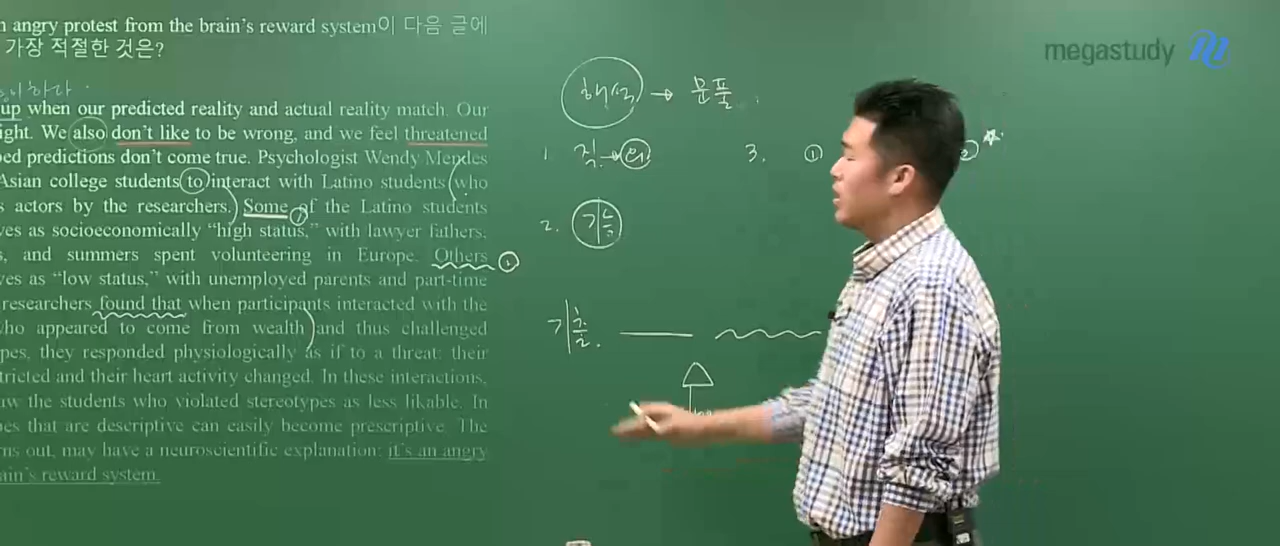 n angry protest from the brain's reward system이 다음 글에
가장 적절한 것은?
up when our predicted reality and actual reality match. Our
ight. We also don't like to be wrong, and we feel threatened
ed predictions don't come true. Psychologist Wendy Mendes
Asian college students to interact with Latino students who
s actors by the researchers. Some of the Latino students
ves as socioeconomically "high status," with lawyer fathers,
s, and summers spent volunteering in Europe. Others
ves as "low status," with unemployed parents and part-time
researchers found that when participants interacted with the
ho appeared to come from wealth and thus challenged
pes, they responded physiologically as if to a threat: their
tricted and their heart activity changed. In these interactions,
aw the students who violated stereotypes as less likable. In
es that are descriptive can easily become prescriptive. The
rns out, may have a neuroscientific explanation: it's an angry
ain's reward system.
해석 → 문풀
1. 직 →
3. ①
②
2. 기능
megastudy